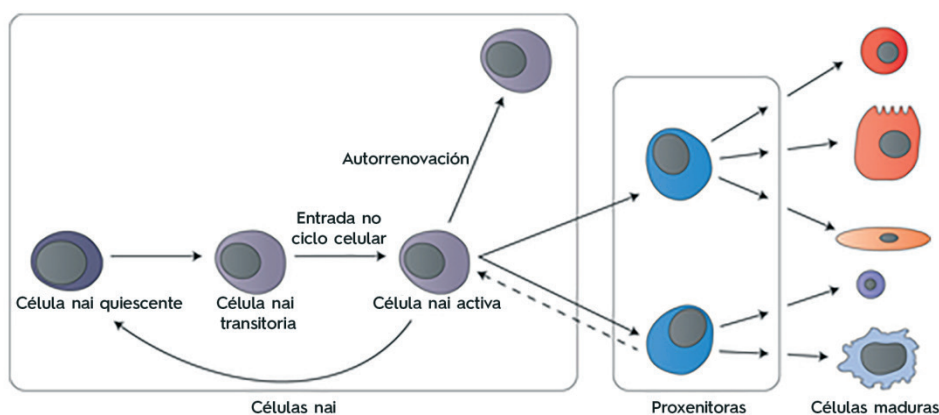 Autorrenovación
Entrada no
ciclo celular
Célula nai quiescente
Célula nai
transitoria
Célula nai activa
Células nai
Proxenitoras
Células maduras